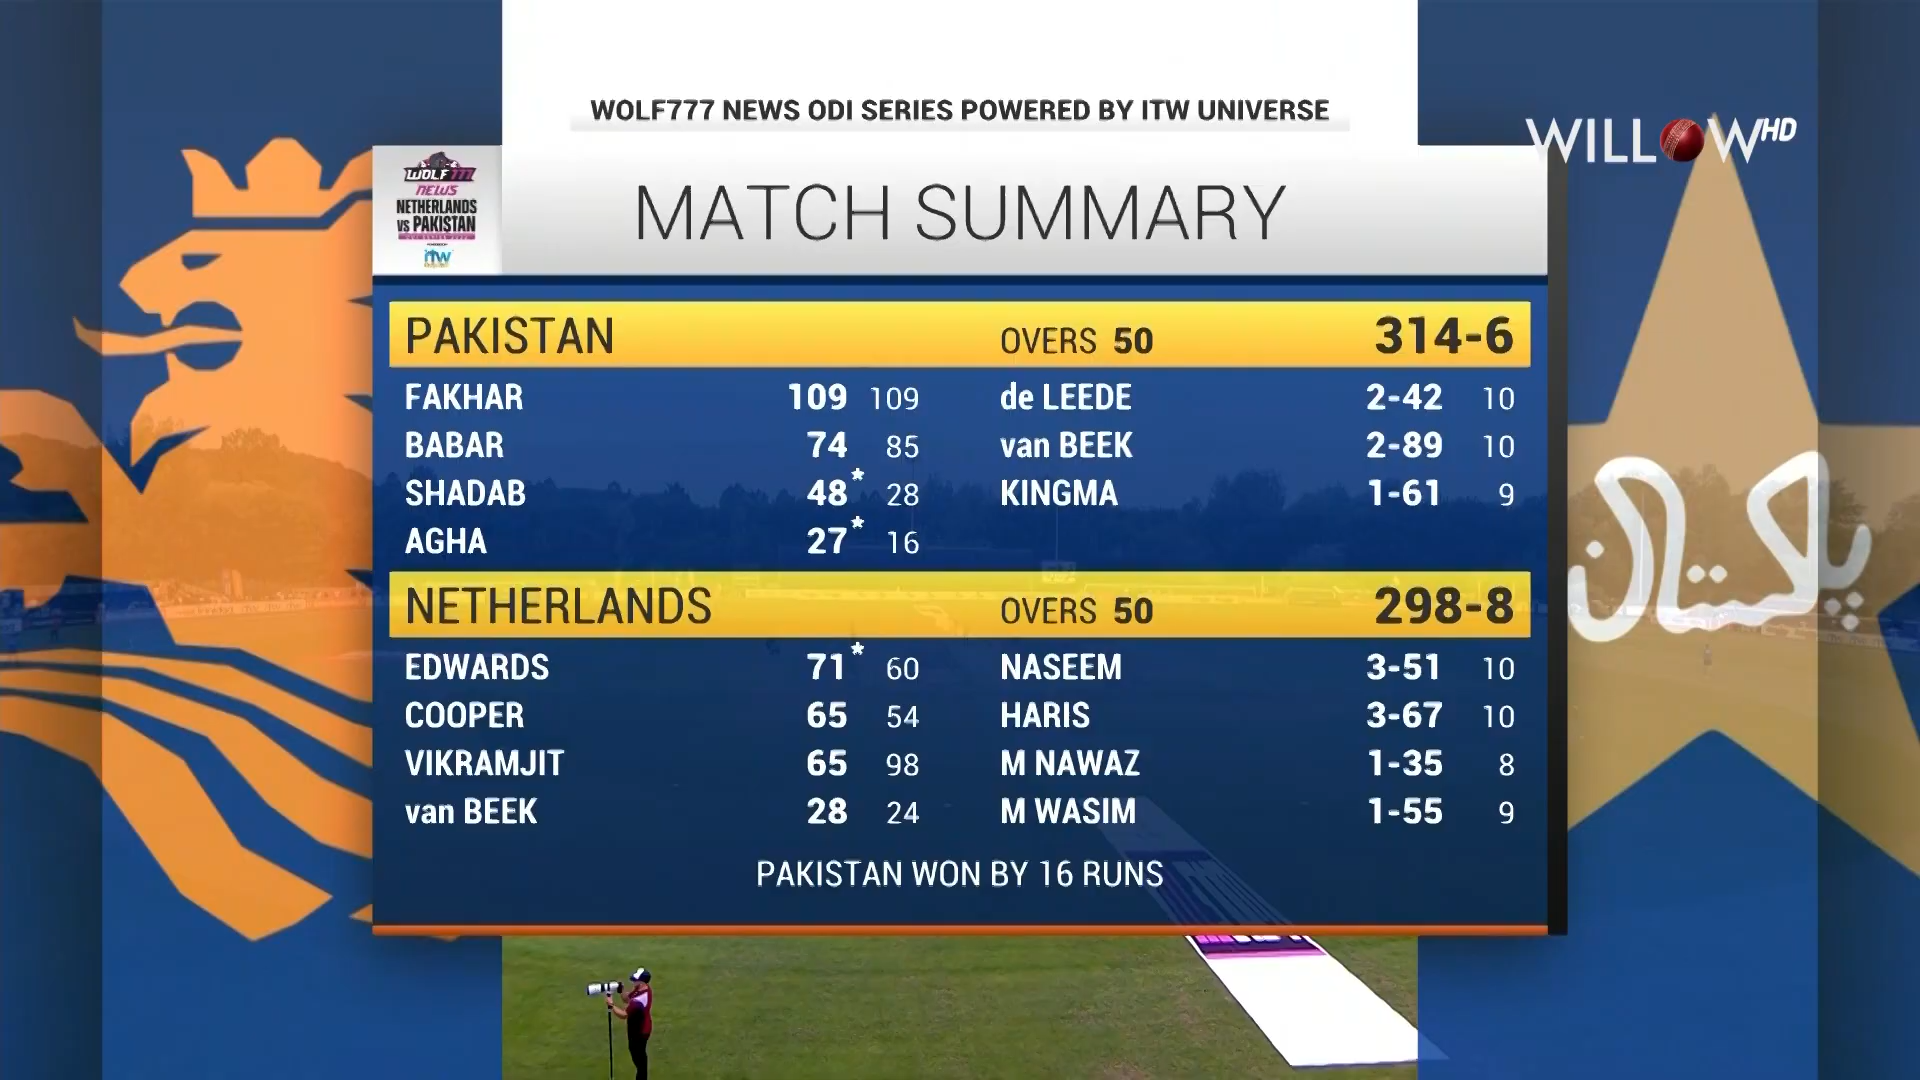 WOLF777 NEWS ODI SERIES POWERED BY ITW UNIVERSE
WILLOW HD
WOLF777
NEWS
NETHERLANDS
VS PAKISTAN
itw
MATCH SUMMARY
PAKISTAN OVERS 50 314-6
FAKHAR 109 109 de LEEDE 2-42 10
BABAR 74 85 van BEEK 2-89 10
SHADAB 48* 28 KINGMA 1-61 9
AGHA 27* 16
NETHERLANDS OVERS 50 298-8
EDWARDS 71* 60 NASEEM 3-51 10
COOPER 65 54 HARIS 3-67 10
VIKRAMJIT 65 98 M NAWAZ 1-35 8
van BEEK 28 24 M WASIM 1-55 9
PAKISTAN WON BY 16 RUNS
پاکستان